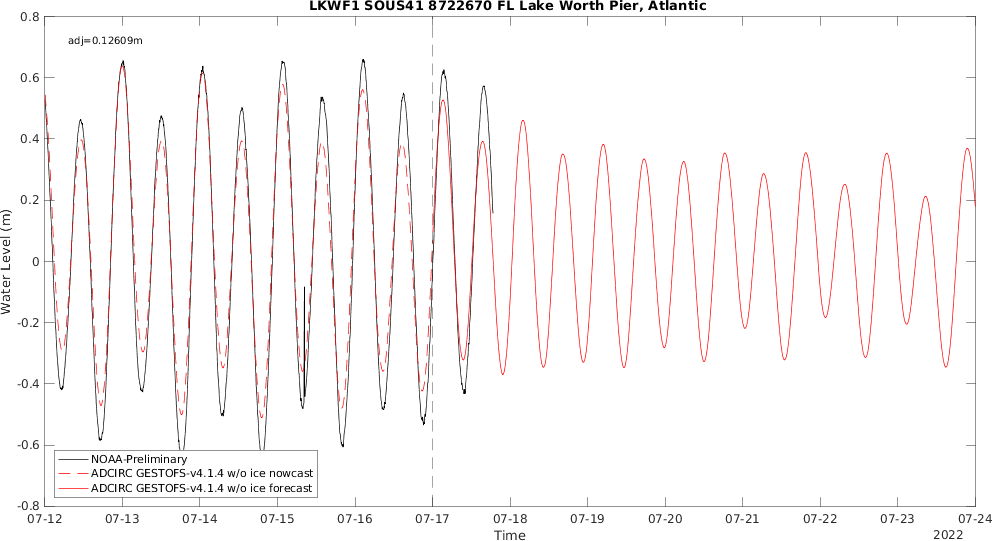 LKWF1 SOUS41 8722670 FL Lake Worth Pier, Atlantic
adj=0.12609m
0.8
0.6
0.4
0.2
0
-0.2
-0.4
-0.6
-0.8
Water Level (m)
NOAA-Preliminary
ADCIRC GESTOFS-v4.1.4 w/o ice nowcast
ADCIRC GESTOFS-v4.1.4 w/o ice forecast
07-12 07-13 07-14 07-15 07-16 07-17 07-18 07-19 07-20 07-21 07-22 07-23 07-24
Time
2022